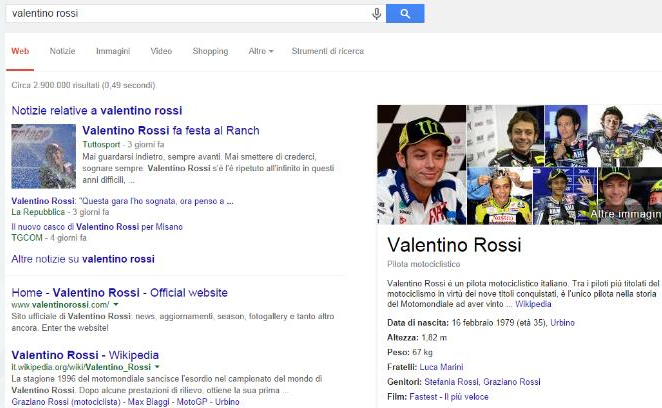 valentino rossi
Web Notizie Immagini Video Shopping Altro Strumenti di ricerca
Circa 2.900.000 risultati (0,49 secondi)
Notizie relative a valentino rossi
Valentino Rossi fa festa al Ranch
Tuttosport - 3 giorni fa
Mai guardarsi indietro, sempre avanti. Mai smettere di crederci,
sognare sempre. Valentino Rossi s'è l'è ripetuto all'infinito in questi
anni difficili, ...
Valentino Rossi: "Questa gara l'ho sognata, ora penso a ...
La Repubblica - 3 giorni fa
Il nuovo casco di Valentino Rossi per Misano
TGCOM - 4 giorni fa
Altre notizie su valentino rossi
Home - Valentino Rossi - Official website
www.valentinorossi.com/
Sito ufficiale di Valentino Rossi: news, aggiornamenti, season, fotogallery e tanto altro
ancora. Enter the website!
Valentino Rossi - Wikipedia
it.wikipedia.org/wiki/Valentino_Rossi
La stagione 1996 del motomondiale sancisce l'esordio nel campionato del mondo di
Valentino Rossi. Dopo alcune prestazioni di rilievo, ottiene la sua prima ...
Graziano Rossi (motociclista) - Max Biaggi - MotoGP - Urbino
Altre immagin
Valentino Rossi
Pilota motociclistico
Valentino Rossi è un pilota motociclistico italiano. Tra i piloti più titolati del
motociclismo in virtù dei nove titoli conquistati, è l'unico pilota nella storia
del Motomondiale ad aver vinto ... Wikipedia
Data di nascita: 16 febbraio 1979 (età 35), Urbino
Altezza: 1,82 m
Peso: 67 kg
Fratelli: Luca Marini
Genitori: Stefania Rossi, Graziano Rossi
Film: Fastest - Il più veloce